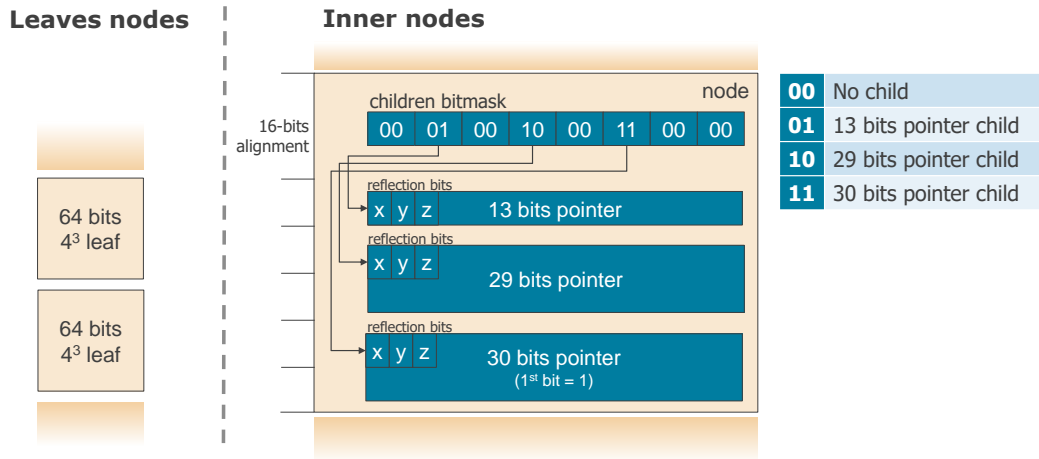 Leaves nodes
Inner nodes
64 bits
4³ leaf
64 bits
4³ leaf
16-bits
alignment
node
children bitmask
00 01 00 10 00 11 00 00
reflection bits
x y z 13 bits pointer
reflection bits
x y z
29 bits pointer
reflection bits
x y z
30 bits pointer
(1st bit = 1)
00 No child
01 13 bits pointer child
10 29 bits pointer child
11 30 bits pointer child